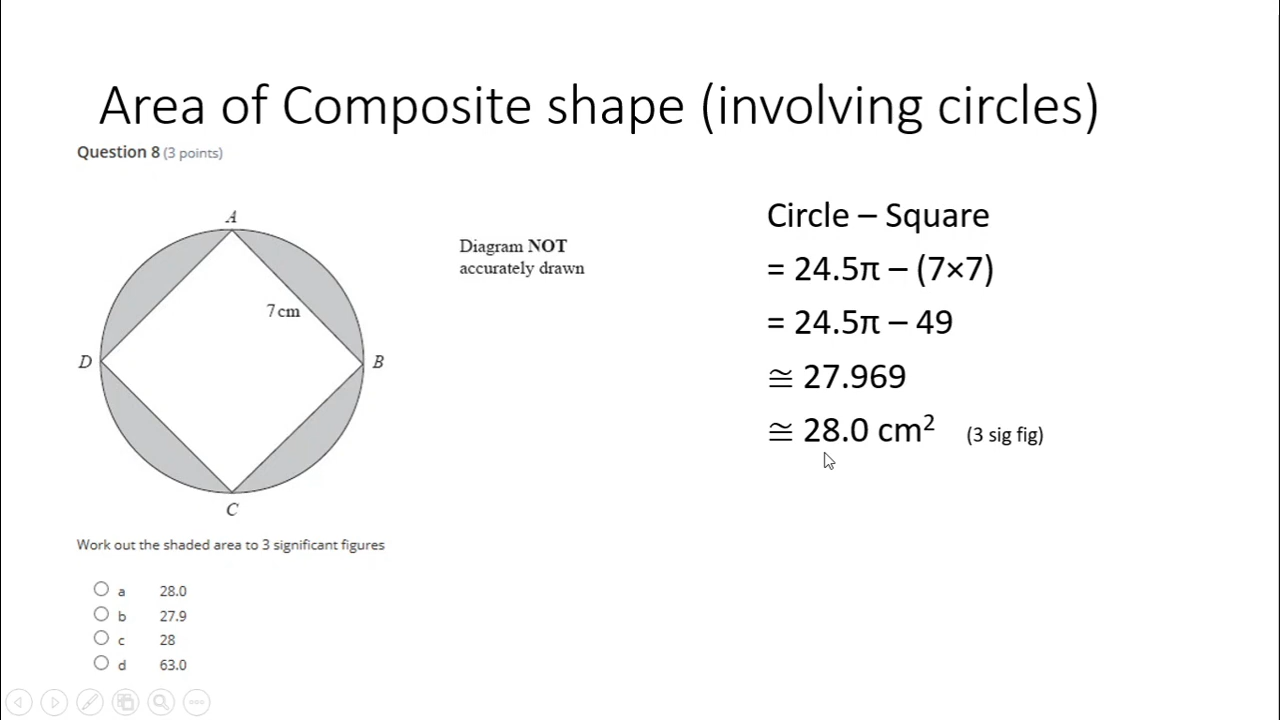 Area of Composite shape (involving circles)
Question 8 (3 points)
A
Diagram NOT
accurately drawn
7 cm
D
B
C
Work out the shaded area to 3 significant figures
a 28.0
b 27.9
c 28
d 63.0
Circle – Square
= 24.5π – (7×7)
= 24.5π – 49
≅ 27.969
≅ 28.0 cm² (3 sig fig)